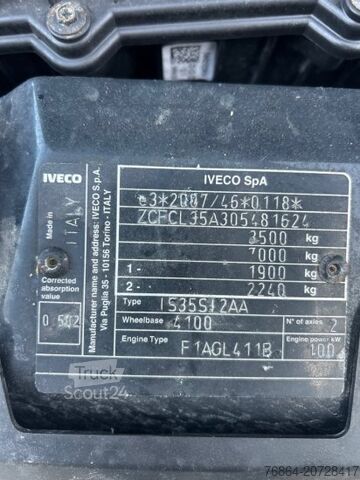 IVECO
IVECO SpA
Made in
ITALY
Manufacturer name and address: IVECO S.p.A.
Via Puglia 35 - 10156 Torino - ITALY
e3*2007/46*0118*
ZCFCL35A305481624
3500 kg
7000 kg
1- 1900 kg
2- 2240 kg
Corrected
absorption
value
0.502
Type IS35SI2AA
Wheelbase 4100 N° of axles 2
Engine Type F1AGL411B Engine power kW 100
Truck
Scout24
76864-20728417